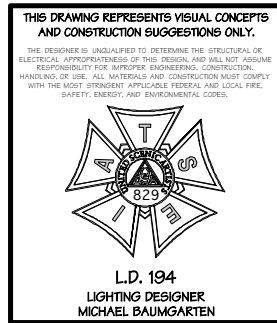 THIS DRAWING REPRESENTS VISUAL CONCEPTS
AND CONSTRUCTION SUGGESTIONS ONLY.
THE DESIGNER IS UNQUALIFIED TO DETERMINE THE STRUCTURAL OR
ELECTRICAL APPROPRIATENESS OF THIS DESIGN, AND WILL NOT ASSUME
RESPONSIBILITY FOR IMPROPER ENGINEERING, CONSTRUCTION,
HANDLING, OR USE. ALL MATERIALS AND CONSTRUCTION MUST COMPLY
WITH THE MOST STRINGENT APPLICABLE FEDERAL AND LOCAL FIRE,
SAFETY, ENERGY, AND ENVIRONMENTAL CODES.
I A T S E
UNITED SCENIC ARTISTS
829
L.D. 194
LIGHTING DESIGNER
MICHAEL BAUMGARTEN